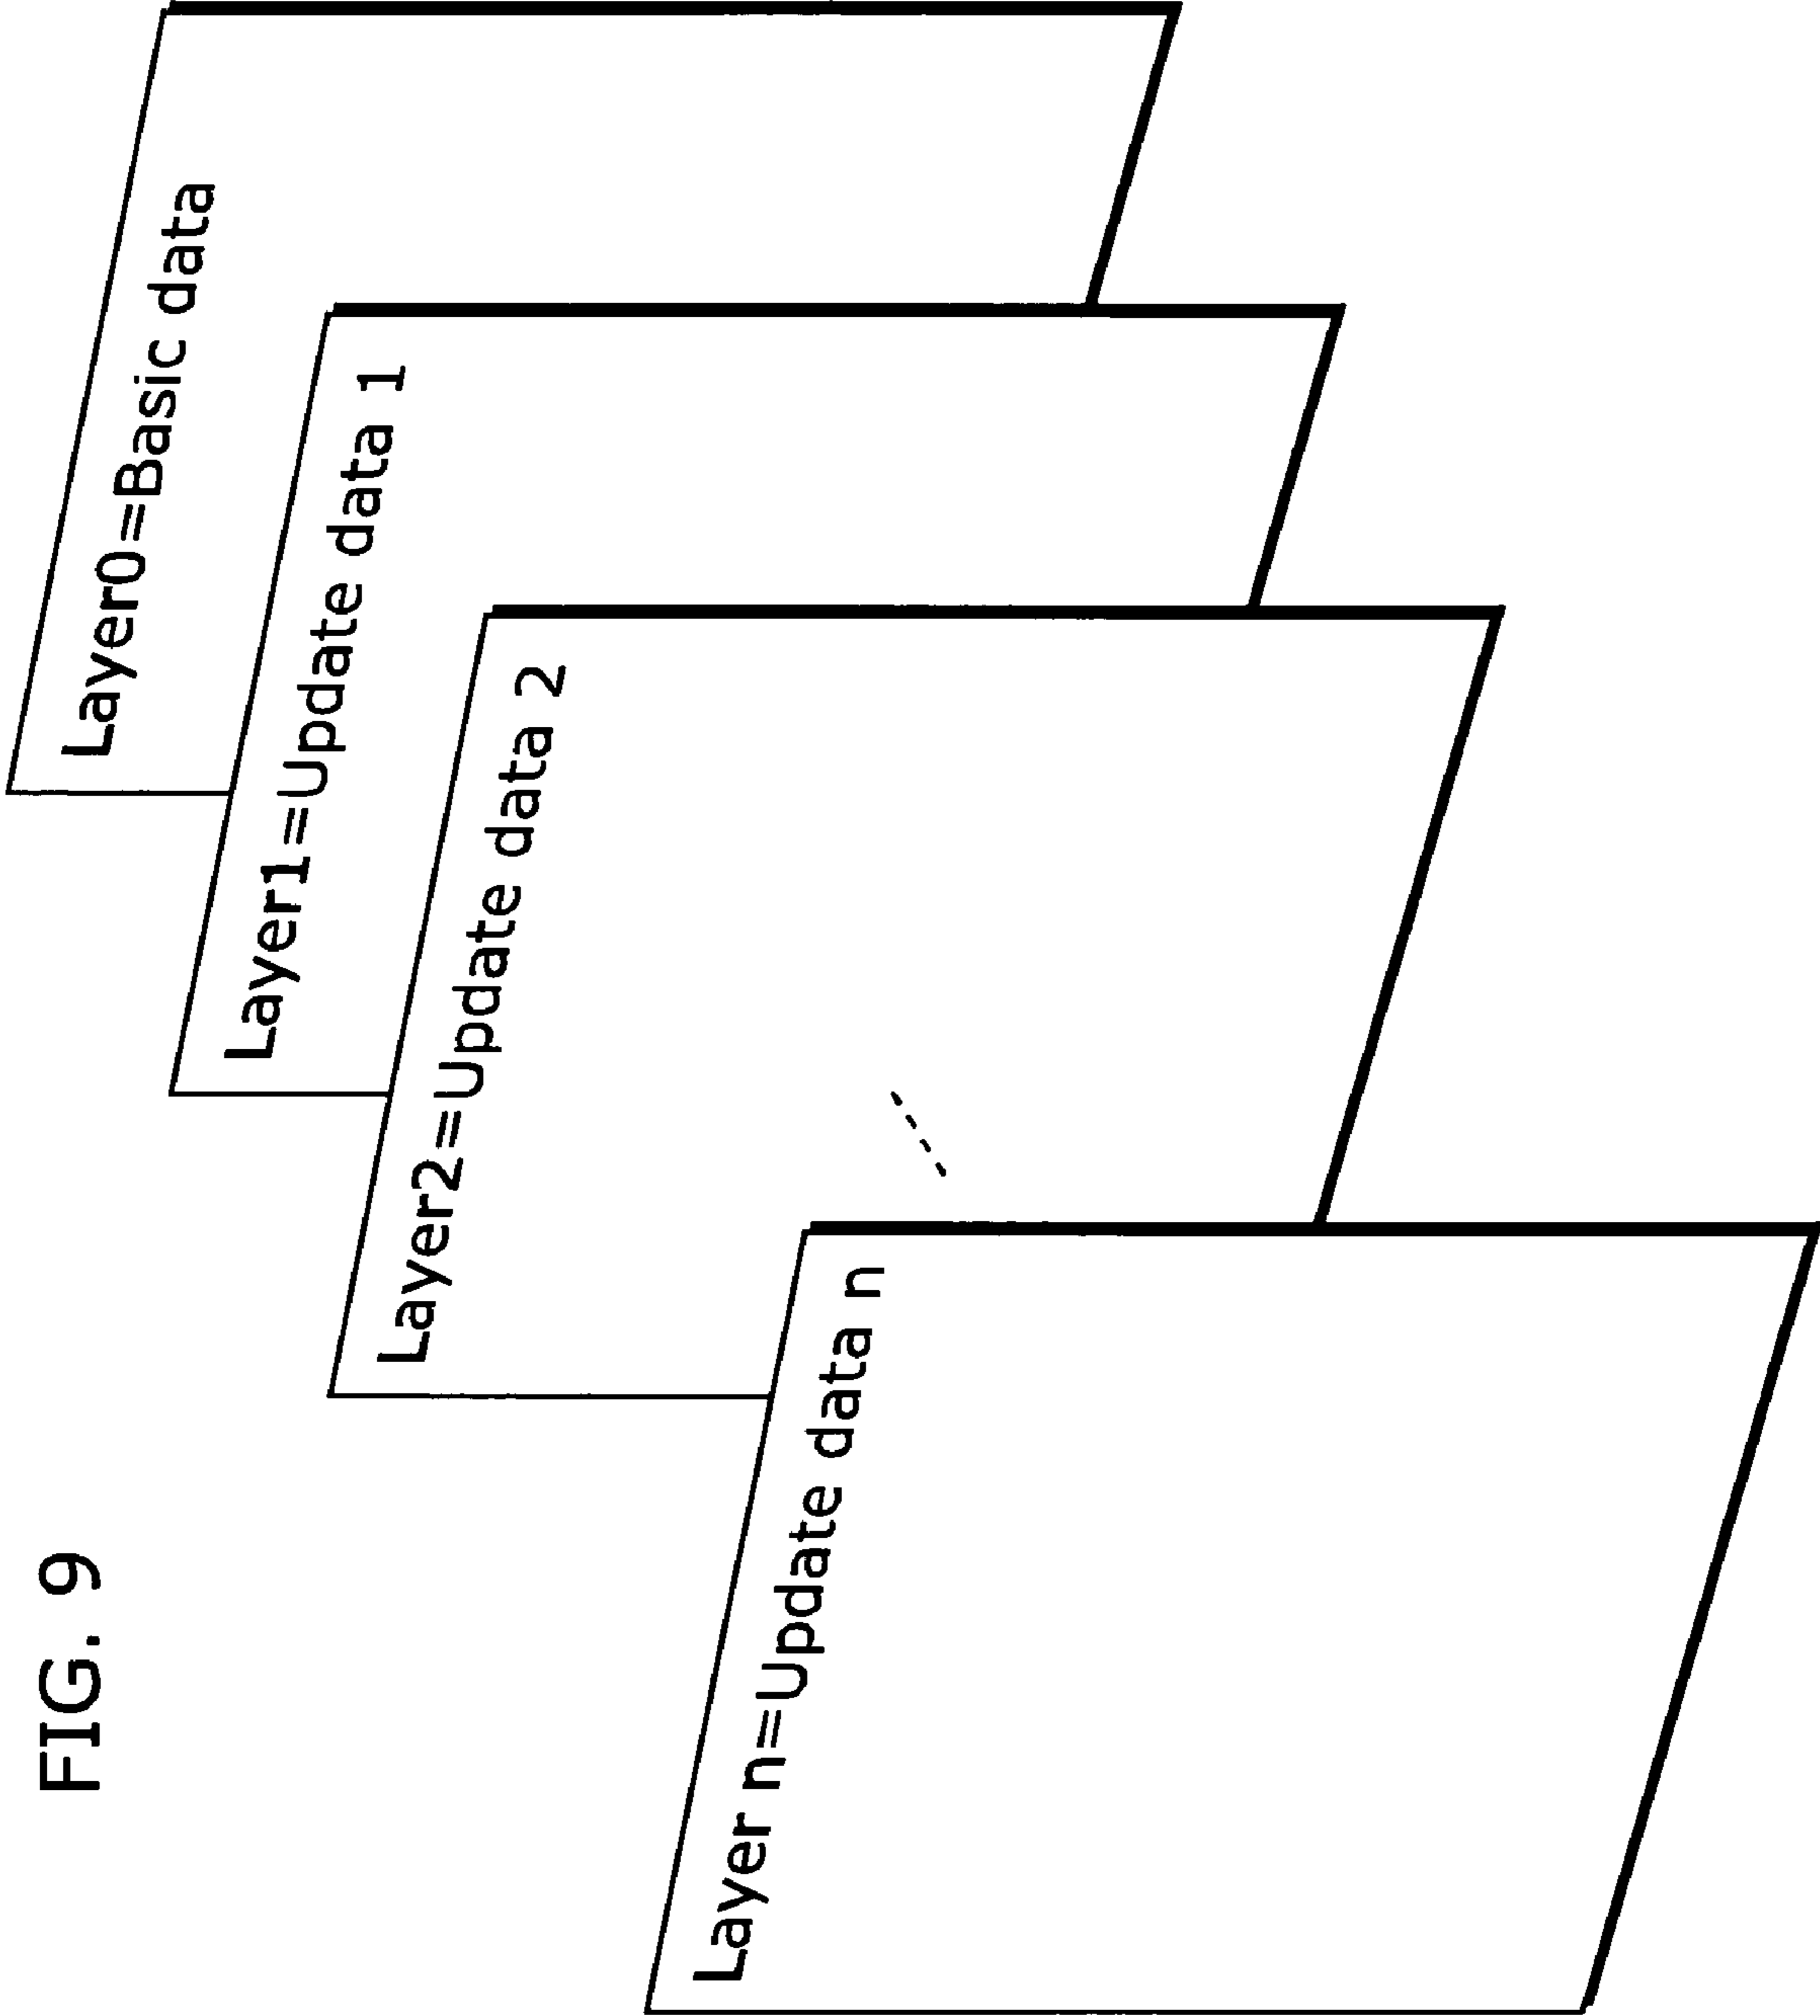 FIG. 9
Layer0=Basic data
Layer1=Update data 1
Layer2=Update data 2
Layer n=Update data n